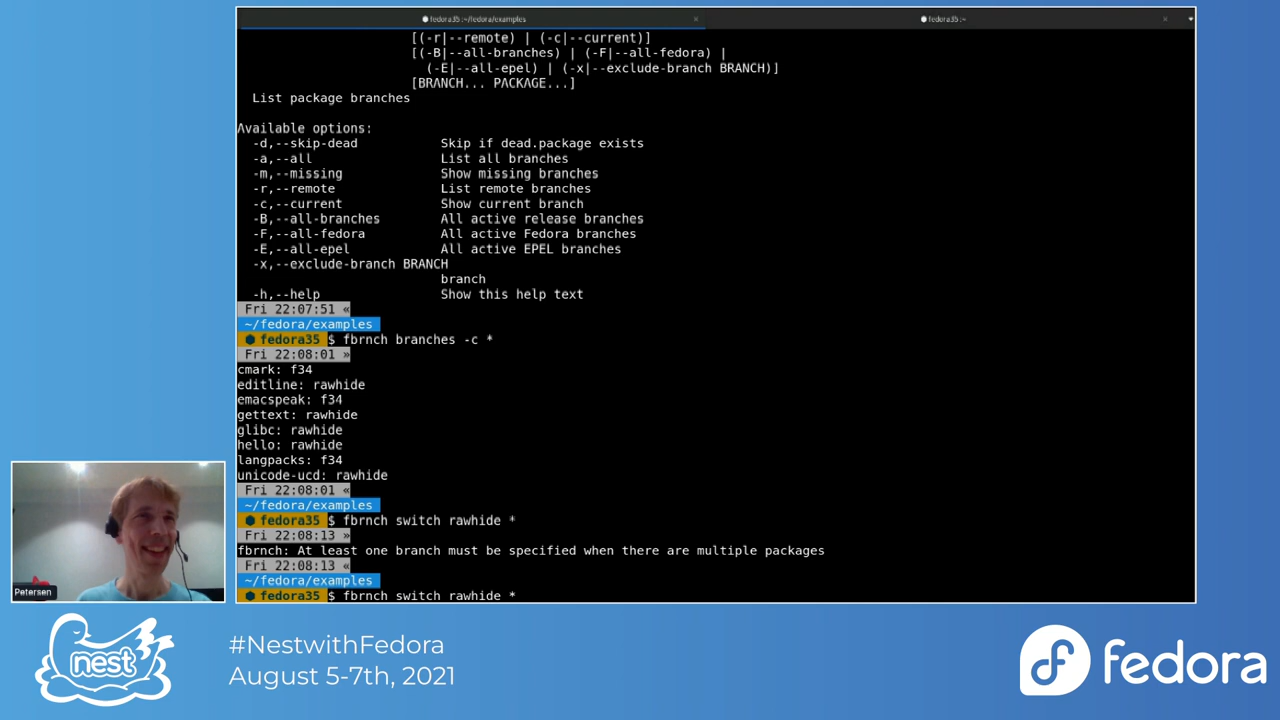 fedora35 :~/fedora/examples × fedora35 :~ ×
[(-r|--remote) | (-c|--current)]
[(-B|--all-branches) | (-F|--all-fedora) |
(-E|--all-epel) | (-x|--exclude-branch BRANCH)]
[BRANCH... PACKAGE...]
List package branches
Available options:
-d,--skip-dead Skip if dead.package exists
-a,--all List all branches
-m,--missing Show missing branches
-r,--remote List remote branches
-c,--current Show current branch
-B,--all-branches All active release branches
-F,--all-fedora All active Fedora branches
-E,--all-epel All active EPEL branches
-x,--exclude-branch BRANCH
branch
-h,--help Show this help text
Fri 22:07:51 «
~/fedora/examples
fedora35 $ fbrnch branches -c *
Fri 22:08:01 »
cmark: f34
editline: rawhide
emacspeak: f34
gettext: rawhide
glibc: rawhide
hello: rawhide
langpacks: f34
unicode-ucd: rawhide
Fri 22:08:01 «
~/fedora/examples
fedora35 $ fbrnch switch rawhide *
Fri 22:08:13 »
fbrnch: At least one branch must be specified when there are multiple packages
Fri 22:08:13 «
~/fedora/examples
fedora35 $ fbrnch switch rawhide *
Petersen
nest
#NestwithFedora
August 5-7th, 2021
fedora